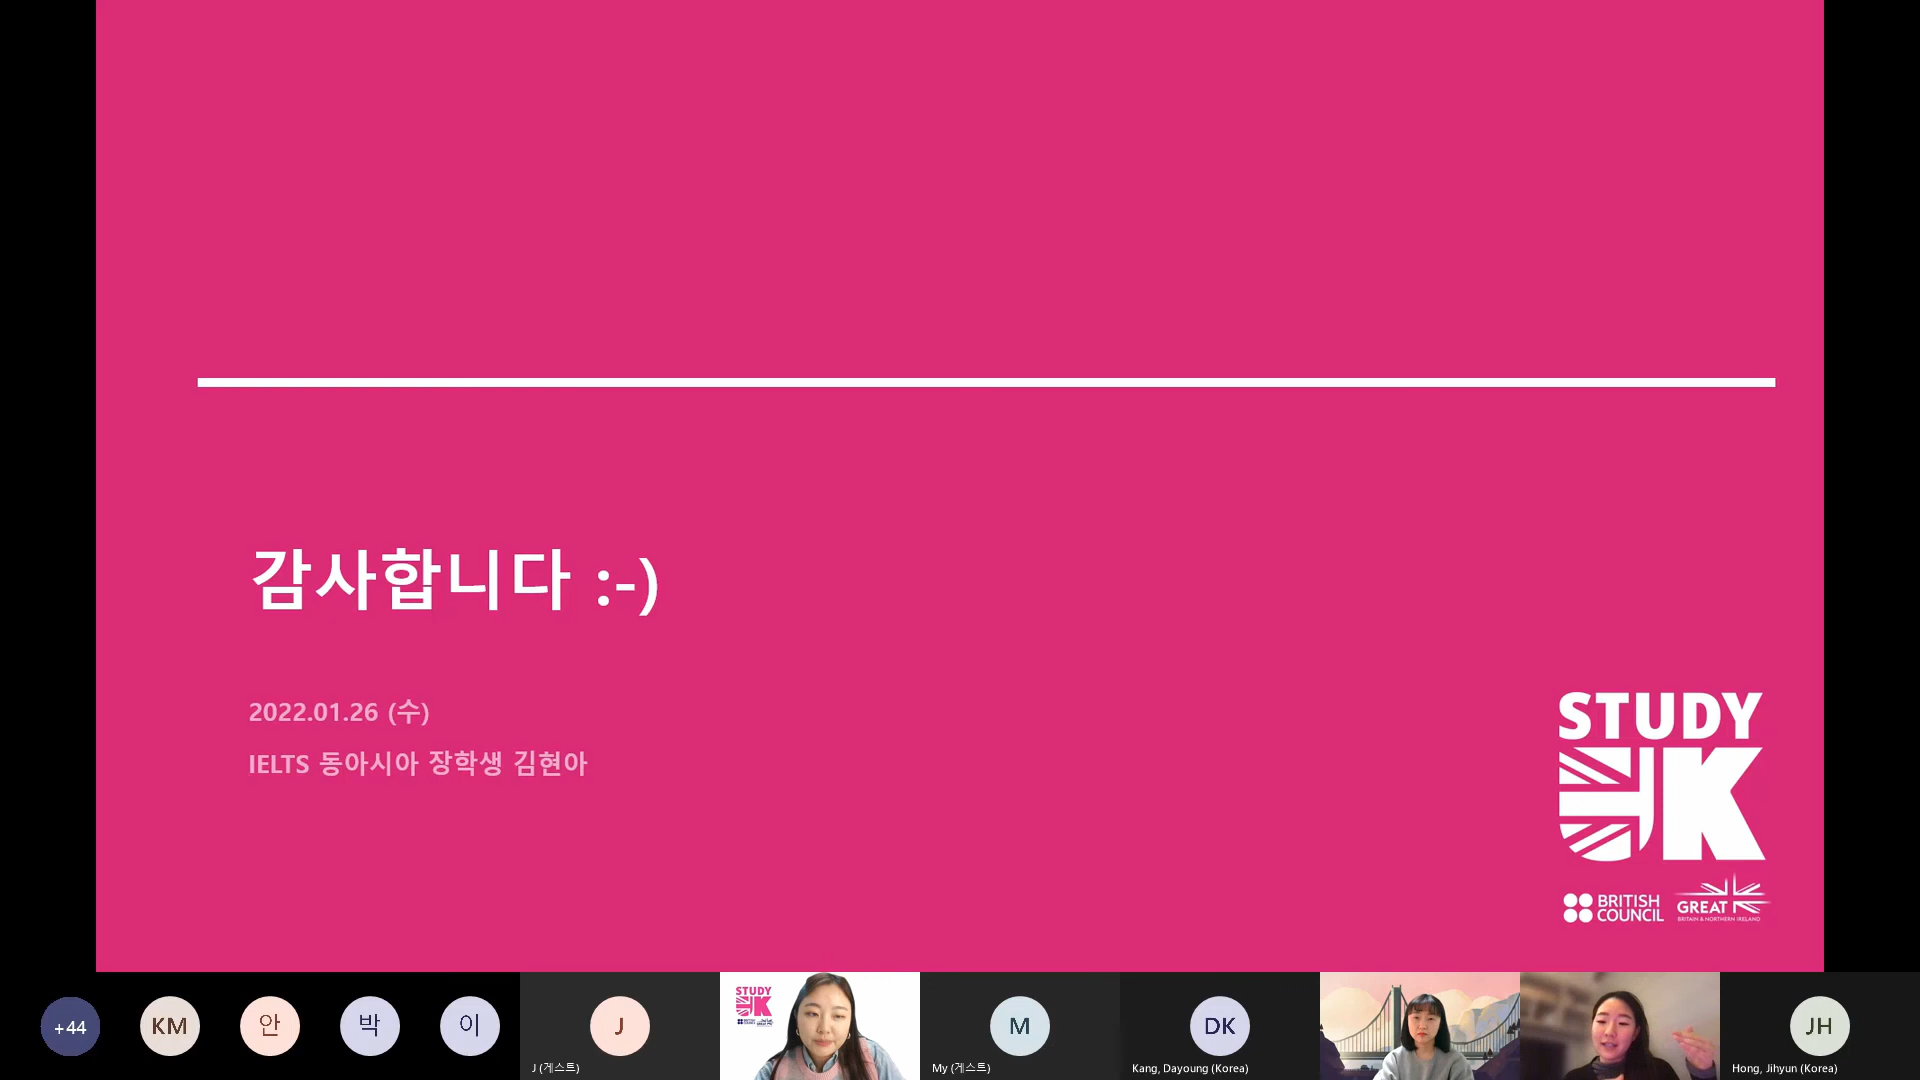 감사합니다 :-)
2022.01.26 (수)
IELTS 동아시아 장학생 김현아
STUDY
UK
BRITISH
COUNCIL
GREAT
BRITAIN & NORTHERN IRELAND
+44
KM
안
박
이
J
J (게스트)
STUDY
UK
M
My (게스트)
DK
Kang, Dayoung (Korea)
JH
Hong, Jihyun (Korea)